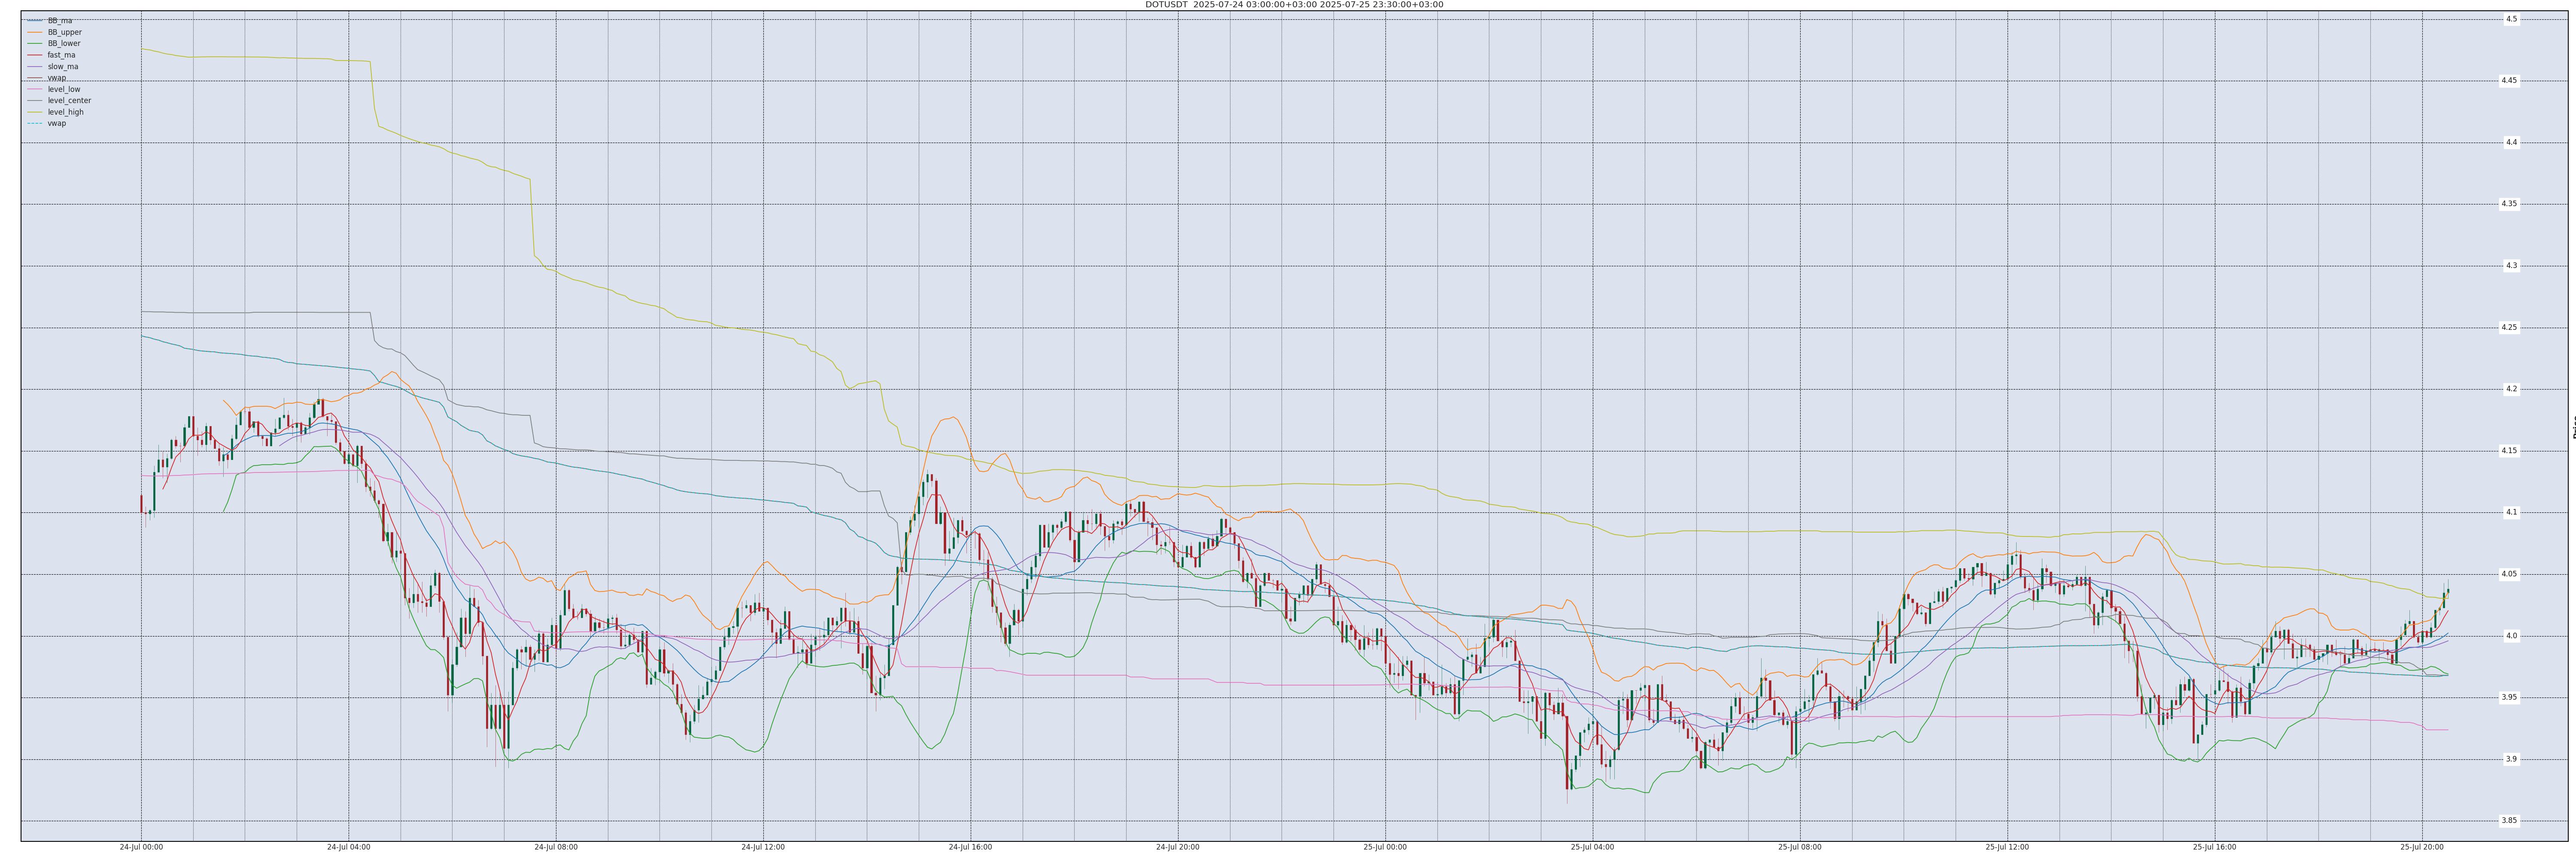 DOTUSDT 2025-07-24 03:00:00+03:00 2025-07-25 23:30:00+03:00
BB_ma
BB_upper
BB_lower
fast_ma
slow_ma
vwap
level_low
level_center
level_high
vwap
4.5
4.45
4.4
4.35
4.3
4.25
4.2
4.15
4.1
4.05
4.0
3.95
3.9
3.85
24-Jul 00:00
24-Jul 04:00
24-Jul 08:00
24-Jul 12:00
24-Jul 16:00
24-Jul 20:00
25-Jul 00:00
25-Jul 04:00
25-Jul 08:00
25-Jul 12:00
25-Jul 16:00
25-Jul 20:00